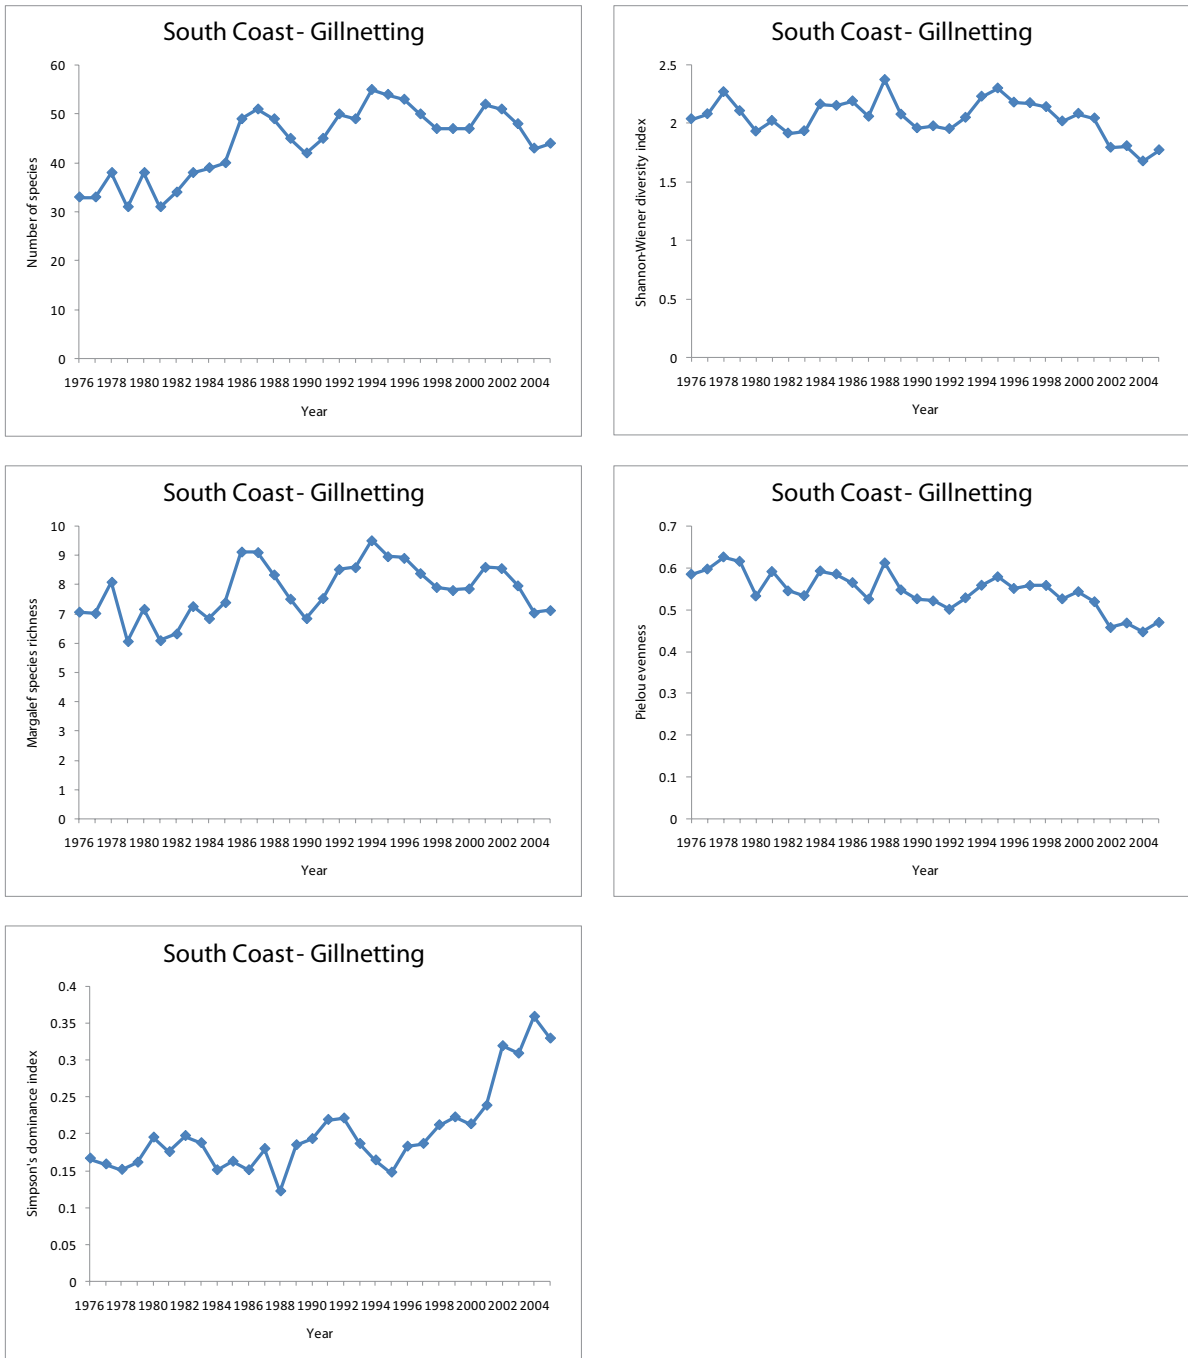 South Coast - Gillnetting
60
50
40
30
20
10
0
Number of species
1976 1978 1980 1982 1984 1986 1988 1990 1992 1994 1996 1998 2000 2002 2004
Year
South Coast - Gillnetting
2.5
2
1.5
1
0.5
0
Shannon-Wiener diversity index
1976 1978 1980 1982 1984 1986 1988 1990 1992 1994 1996 1998 2000 2002 2004
Year
South Coast - Gillnetting
10
9
8
7
6
5
4
3
2
1
0
Margalef species richness
1976 1978 1980 1982 1984 1986 1988 1990 1992 1994 1996 1998 2000 2002 2004
Year
South Coast - Gillnetting
0.7
0.6
0.5
0.4
0.3
0.2
0.1
0
Pielou evenness
1976 1978 1980 1982 1984 1986 1988 1990 1992 1994 1996 1998 2000 2002 2004
Year
South Coast - Gillnetting
0.4
0.35
0.3
0.25
0.2
0.15
0.1
0.05
0
Simpson's dominance index
1976 1978 1980 1982 1984 1986 1988 1990 1992 1994 1996 1998 2000 2002 2004
Year